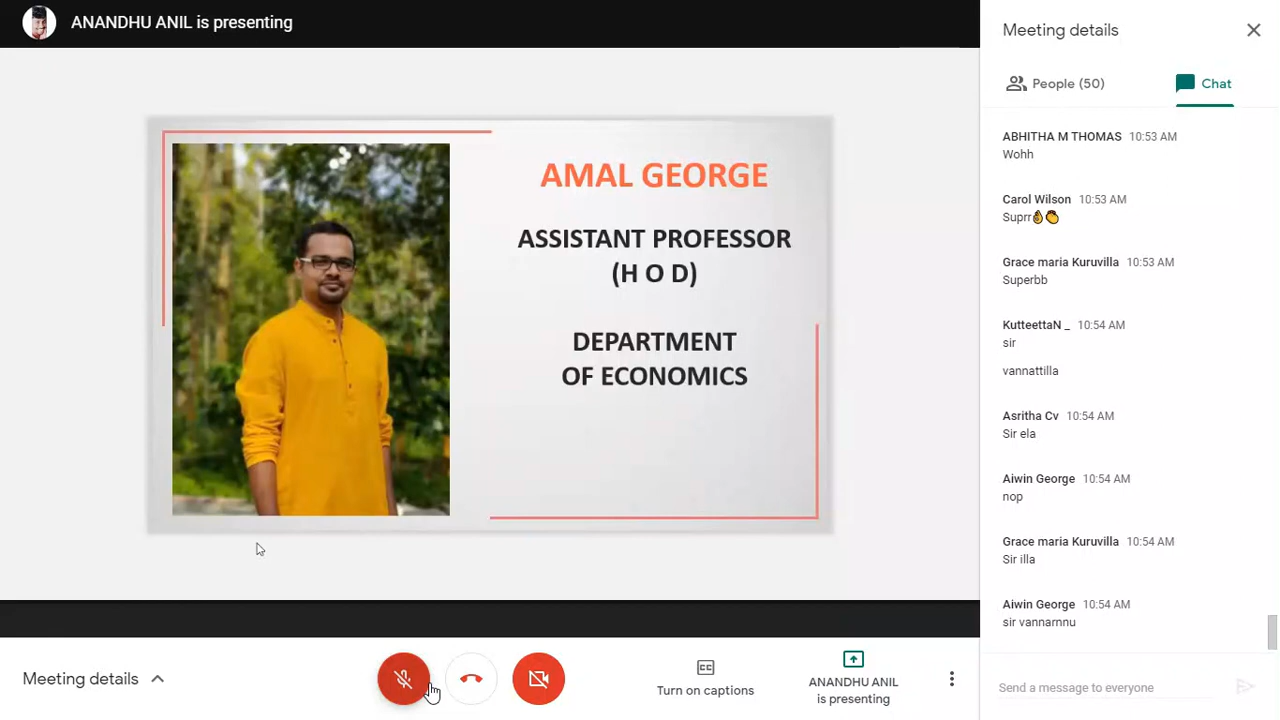 ANANDHU ANIL is presenting
AMAL GEORGE
ASSISTANT PROFESSOR
(H O D)
DEPARTMENT
OF ECONOMICS
Meeting details
People (50)
Chat
ABHITHA M THOMAS 10:53 AM
Wohh
Carol Wilson 10:53 AM
Suprr👌👏
Grace maria Kuruvilla 10:53 AM
Superbb
KutteettaN _ 10:54 AM
sir
vannattilla
Asritha Cv 10:54 AM
Sir ela
Aiwin George 10:54 AM
nop
Grace maria Kuruvilla 10:54 AM
Sir illa
Aiwin George 10:54 AM
sir vannarnnu
Send a message to everyone
Meeting details
Turn on captions
ANANDHU ANIL
is presenting